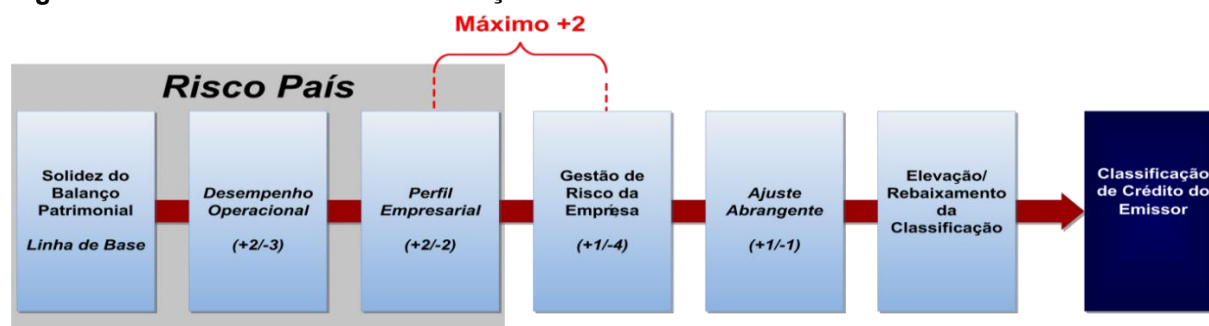 Máximo +2
Risco País
Solidez do
Balanço
Patrimonial
Linha de Base
Desempenho
Operacional
(+2/-3)
Perfil
Empresarial
(+2/-2)
Gestão de
Risco da
Empresa
(+1/-4)
Ajuste
Abrangente
(+1/-1)
Elevação/
Rebaixamento
da
Classificação
Classificação
de Crédito do
Emissor